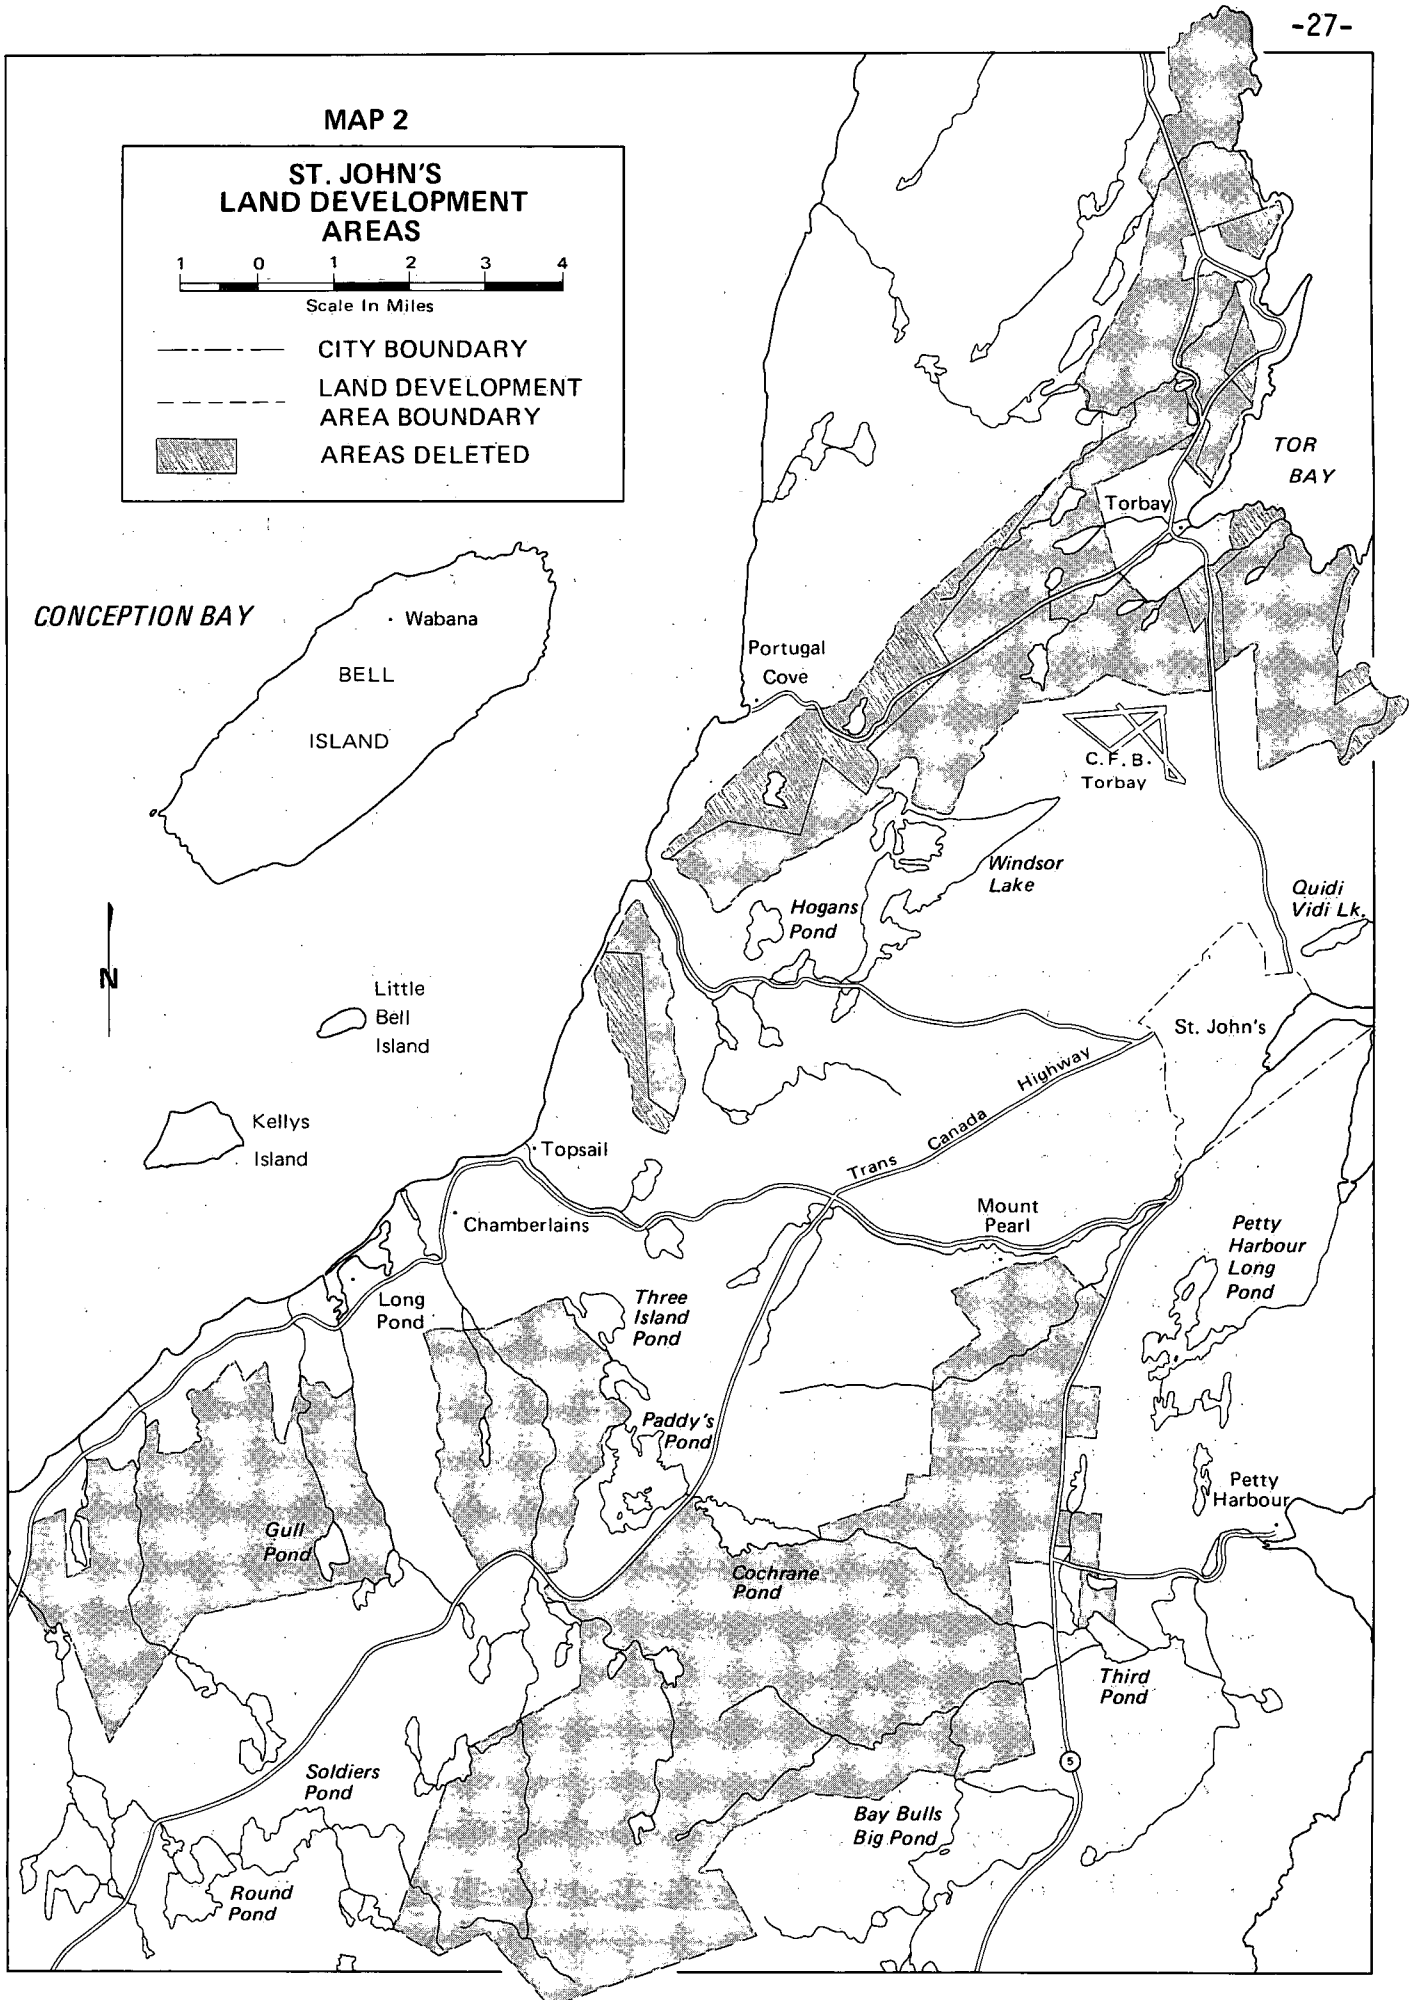 -27-
MAP 2
ST. JOHN'S
LAND DEVELOPMENT
AREAS
1 0 1 2 3 4
Scale In Miles
CITY BOUNDARY
LAND DEVELOPMENT
AREA BOUNDARY
AREAS DELETED
TOR
BAY
Torbay
CONCEPTION BAY
Wabana
BELL
ISLAND
Portugal
Cove
C.F.B.
Torbay
Windsor
Lake
Quidi
Vidi Lk.
Hogans
Pond
N
Little
Bell
Island
St. John's
Trans Canada Highway
Kellys
Island
Topsail
Chamberlains
Mount
Pearl
Petty
Harbour
Long
Pond
Long
Pond
Three
Island
Pond
Paddy's
Pond
Petty
Harbour
Gull
Pond
Cochrane
Pond
Third
Pond
5
Soldiers
Pond
Bay Bulls
Big Pond
Round
Pond